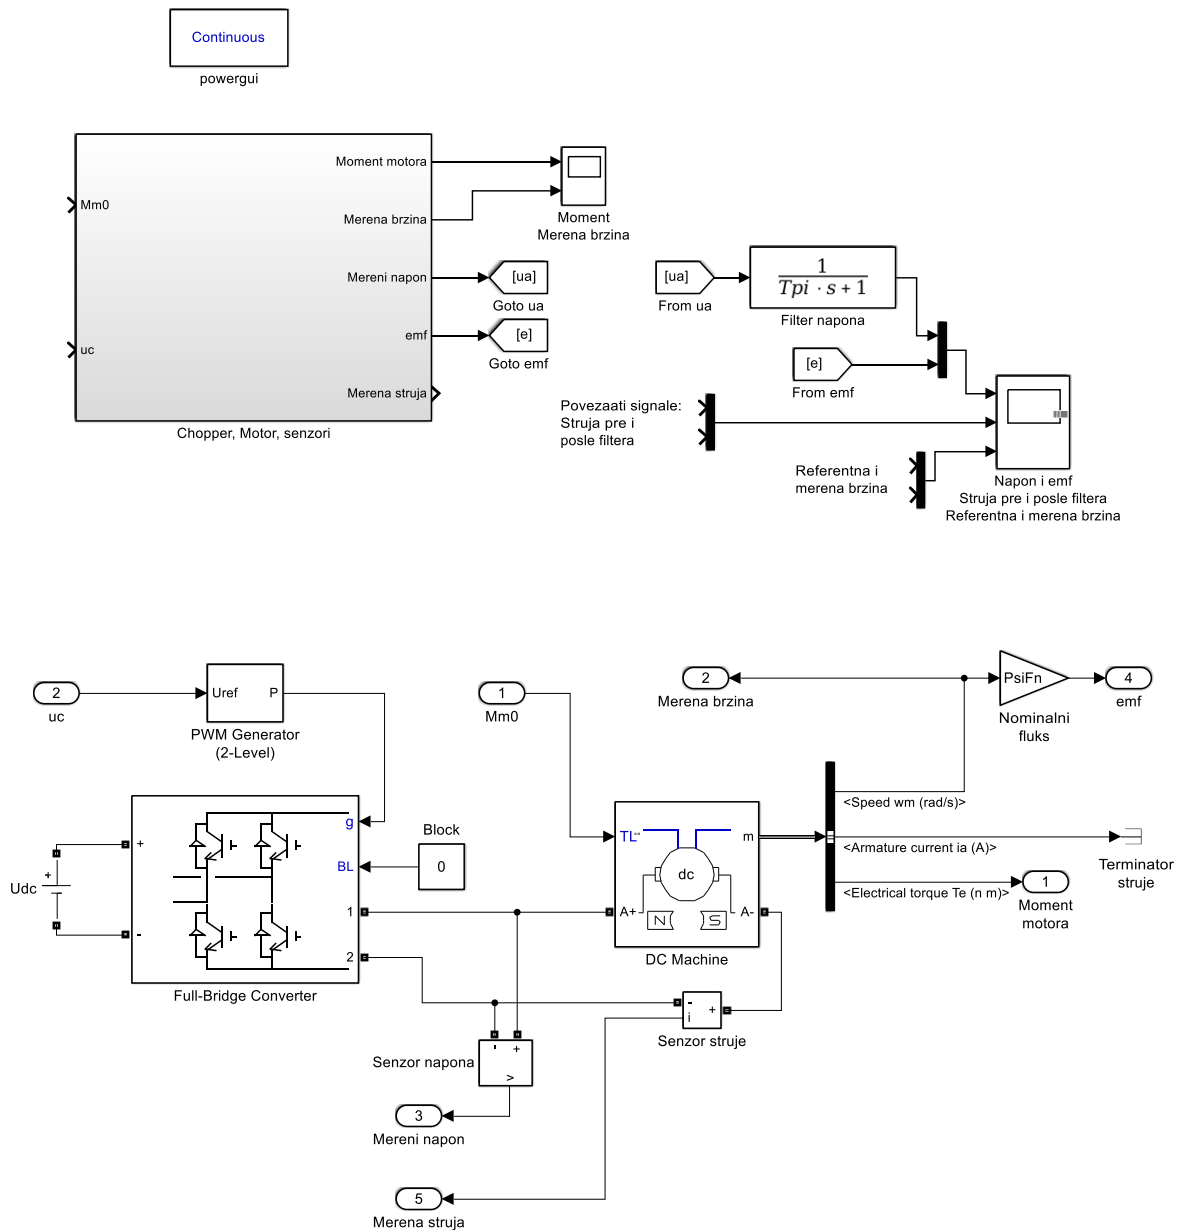 Continuous
powergui
Moment motora
Mm0
Merena brzina
Moment
Merena brzina
Mereni napon
[ua]
Goto ua
[ua]
From ua
1
Tpi · s + 1
Filter napona
emf
[e]
Goto emf
uc
[e]
From emf
Merena struja
Chopper, Motor, senzori
Povezaati signale:
Struja pre i
posle filtera
Referentna i
merena brzina
Napon i emf
Struja pre i posle filtera
Referentna i merena brzina
2
uc
Uref
P
PWM Generator
(2-Level)
1
Mm0
2
Merena brzina
PsiFn
Nominalni
fluks
4
emf
<Speed wm (rad/s)>
<Armature current ia (A)>
Terminator
struje
<Electrical torque Te (n m)>
1
Moment
motora
Udc
+
+
-
g
BL
1
2
Full-Bridge Converter
Block
0
TL
m
dc
A+
N
S
A-
DC Machine
-
i
+
Senzor struje
Senzor napona
-
+
>
3
Mereni napon
5
Merena struja